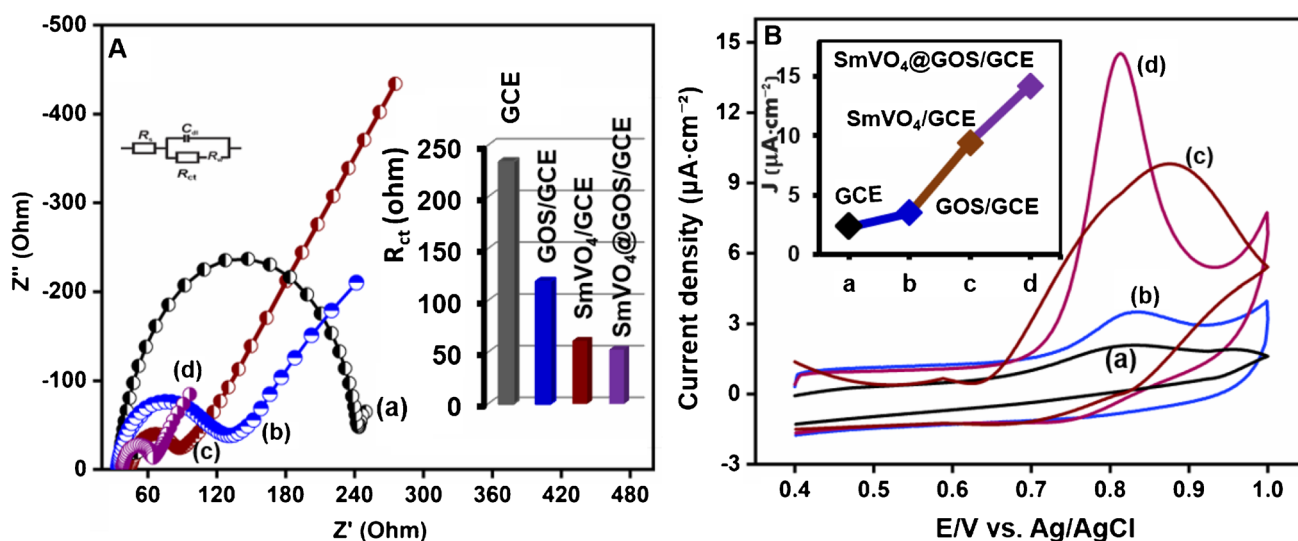 A
-500
-400
-300
-200
-100
0
Z'' (Ohm)
60 120 180 240 300 360 420 480
Z' (Ohm)
C
R
R
Rct
(a)
(b)
(c)
(d)
Rct (ohm)
250
200
150
100
50
0
GCE
GOS/GCE
SmVO₄/GCE
SmVO₄@GOS/GCE
B
15
12
9
6
3
0
-3
Current density (µA·cm⁻²)
0.4 0.5 0.6 0.7 0.8 0.9 1.0
E/V vs. Ag/AgCl
(d)
(c)
(b)
(a)
J (µA·cm⁻²)
15
10
5
0
SmVO₄@GOS/GCE
SmVO₄/GCE
GCE
GOS/GCE
a b c d